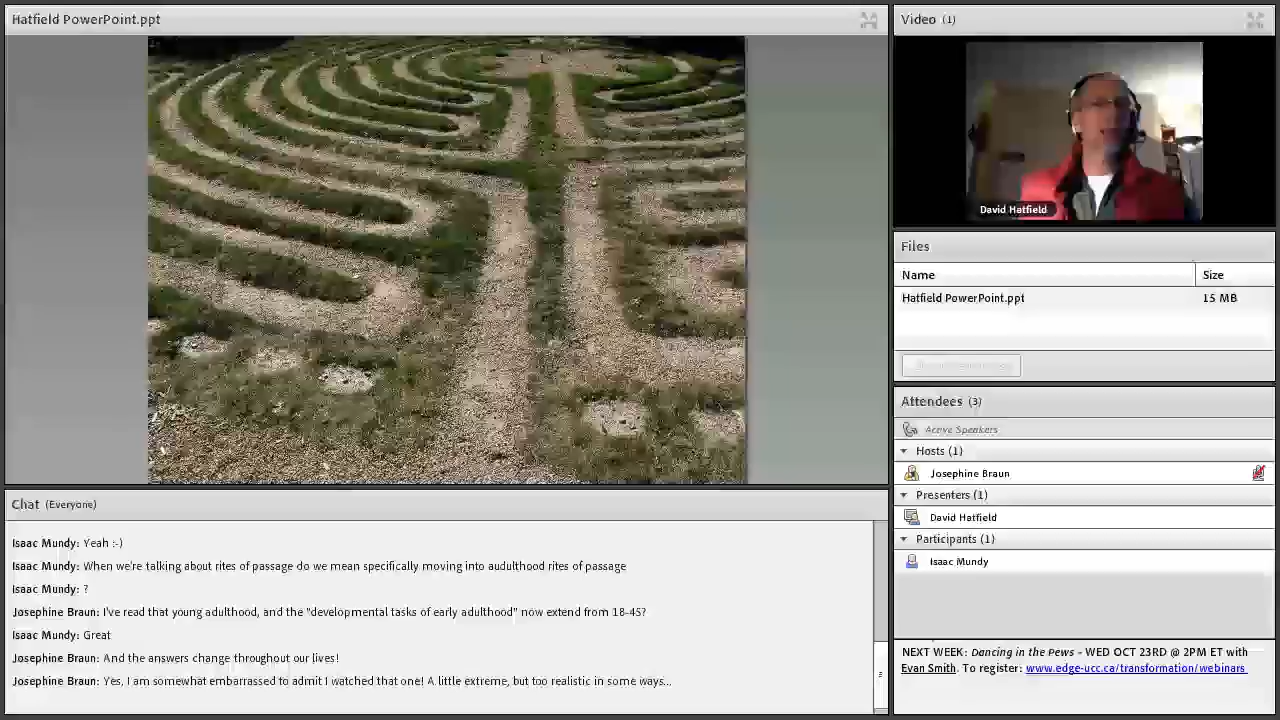 Hatfield PowerPoint.ppt
Video (1)
David Hatfield
Files
Name Size
Hatfield PowerPoint.ppt 15 MB
Attendees (3)
Active Speakers
Hosts (1)
Josephine Braun
Presenters (1)
David Hatfield
Participants (1)
Isaac Mundy
Chat (Everyone)
Isaac Mundy: Yeah :-)
Isaac Mundy: When we're talking about rites of passage do we mean specifically moving into audulthood rites of passage
Isaac Mundy: ?
Josephine Braun: I've read that young adulthood, and the "developmental tasks of early adulthood" now extend from 18-45?
Isaac Mundy: Great
Josephine Braun: And the answers change throughout our lives!
Josephine Braun: Yes, I am somewhat embarrassed to admit I watched that one! A little extreme, but too realistic in some ways...
NEXT WEEK: Dancing in the Pews - WED OCT 23RD @ 2PM ET with
Evan Smith. To register: www.edge-ucc.ca/transformation/webinars